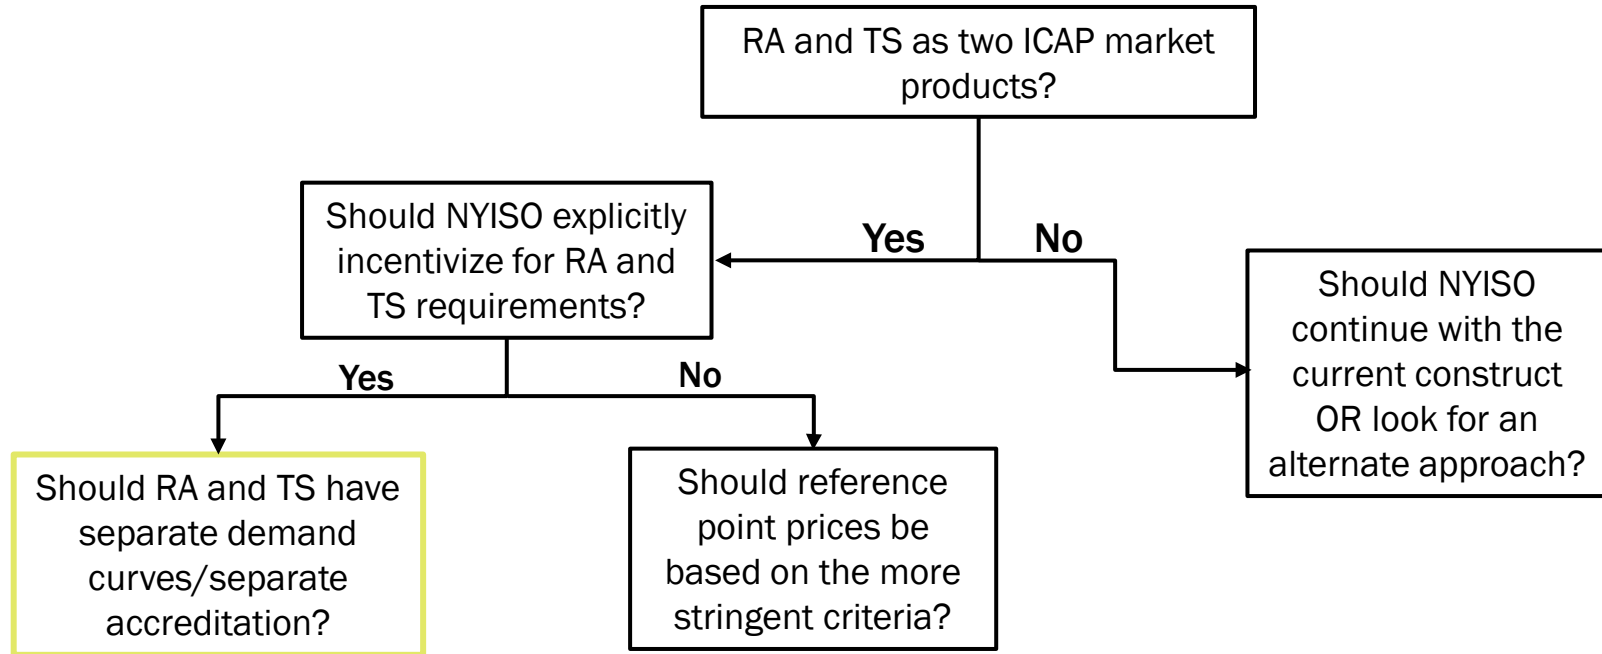 RA and TS as two ICAP market
products?
Should NYISO explicitly
incentivize for RA and
TS requirements?
Yes
No
Should NYISO
continue with the
current construct
OR look for an
alternate approach?
Yes
No
Should RA and TS have
separate demand
curves/separate
accreditation?
Should reference
point prices be
based on the more
stringent criteria?